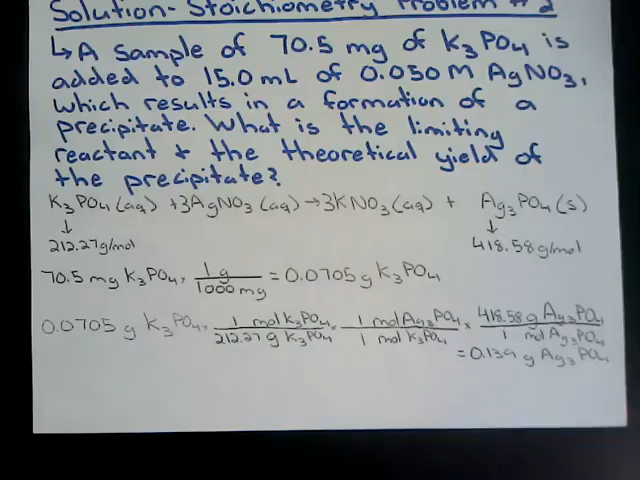 Solution-Stoichiometry Problem #2
↳A sample of 70.5 mg of K₃PO₄ is
added to 15.0 mL of 0.050 M AgNO₃,
which results in a formation of a
precipitate. What is the limiting
reactant + the theoretical yield of
the precipitate?
K₃PO₄(aq) + 3AgNO₃(aq) → 3KNO₃(aq) + Ag₃PO₄(s)
↓ ↓
212.27g/mol 418.58g/mol
70.5 mg K₃PO₄ × 1 g / 1000 mg = 0.0705 g K₃PO₄
0.0705 g K₃PO₄ × 1 mol K₃PO₄ / 212.27 g K₃PO₄ × 1 mol Ag₃PO₄ / 1 mol K₃PO₄ × 418.58 g Ag₃PO₄ / 1 mol Ag₃PO₄
= 0.139 g Ag₃PO₄